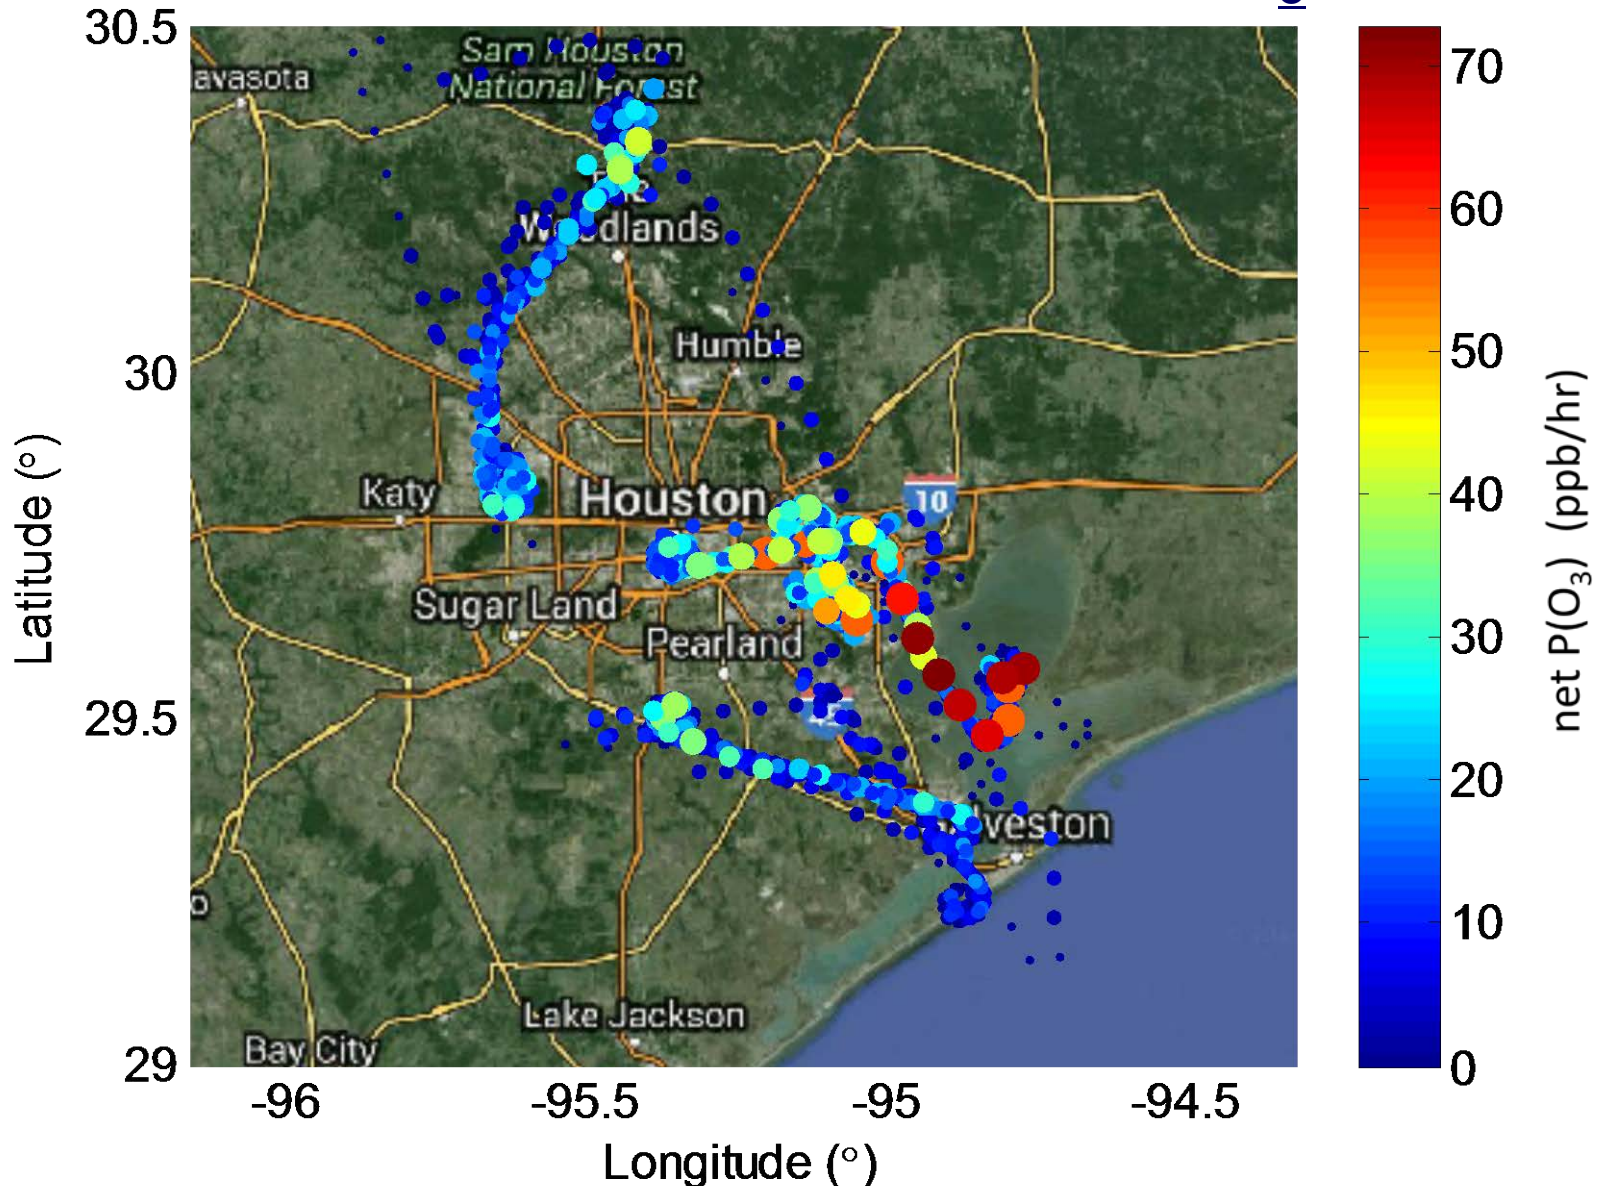 30.5
30
29.5
29
Latitude (°)
-96
-95.5
-95
-94.5
Longitude (°)
Sam Houston
National Forest
avasota
Woodlands
Humble
Katy
Houston
10
Sugar Land
Pearland
45
lveston
o
Lake Jackson
Bay City
70
60
50
40
30
20
10
0
net P(O₃) (ppb/hr)